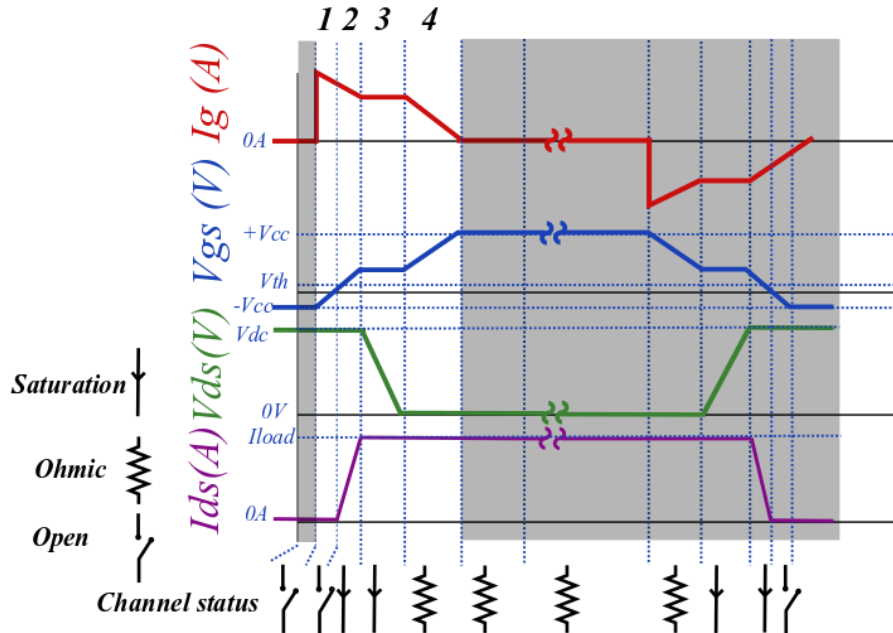 1 2 3 4
Ig (A)
0A
Vgs (V)
+Vcc
Vth
-Vcc
Vds(V)
Vdc
0V
Ids(A)
Iload
0A
Saturation
Ohmic
Open
Channel status